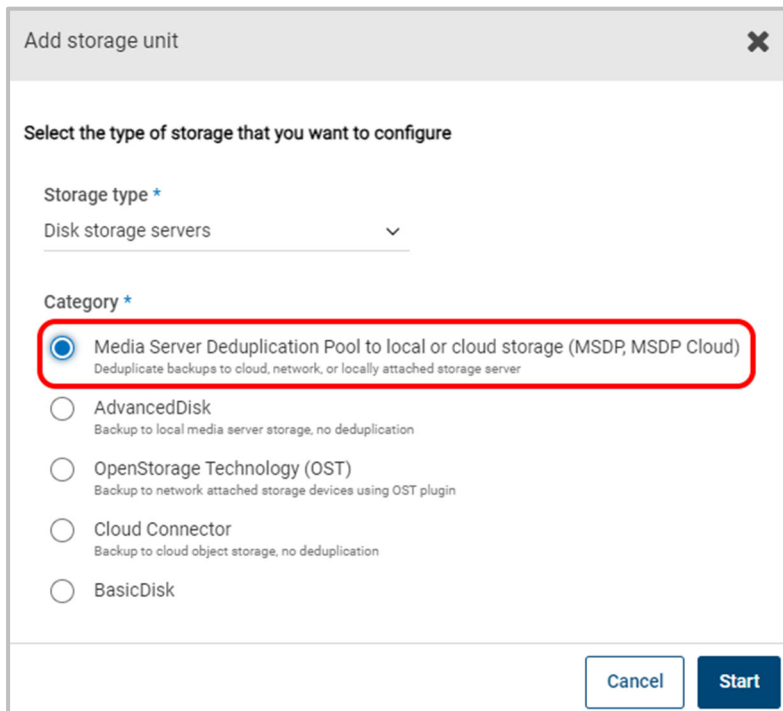 Add storage unit
Select the type of storage that you want to configure
Storage type *
Disk storage servers
Category *
Media Server Deduplication Pool to local or cloud storage (MSDP, MSDP Cloud)
Deduplicate backups to cloud, network, or locally attached storage server
AdvancedDisk
Backup to local media server storage, no deduplication
OpenStorage Technology (OST)
Backup to network attached storage devices using OST plugin
Cloud Connector
Backup to cloud object storage, no deduplication
BasicDisk
Cancel Start